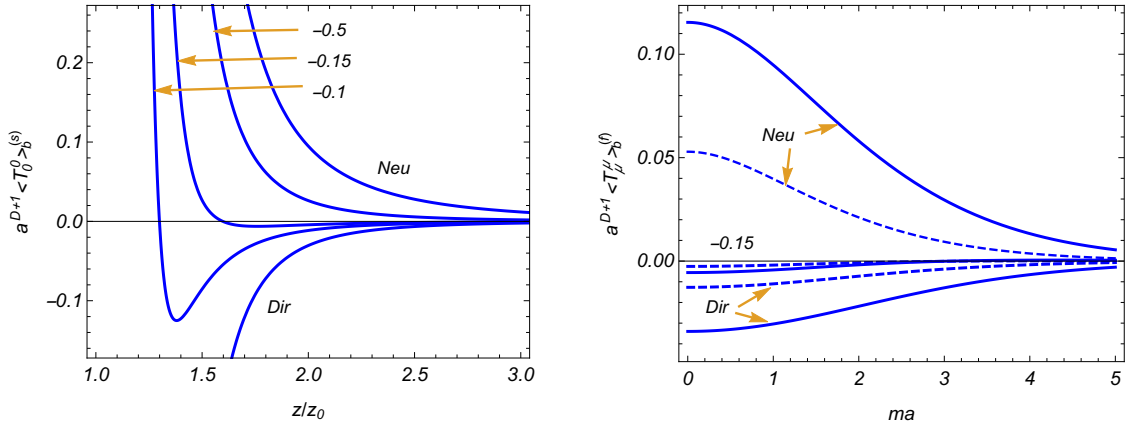 0.2
0.1
0.0
−0.1
1.0 1.5 2.0 2.5 3.0
z/z₀
a^{D+1} <T_0^0>_b^{(s)}
−0.5
−0.15
−0.1
Neu
Dir
0.10
0.05
0.00
0 1 2 3 4 5
ma
a^{D+1} <T_μ^μ>_b^{(f)}
Neu
−0.15
Dir